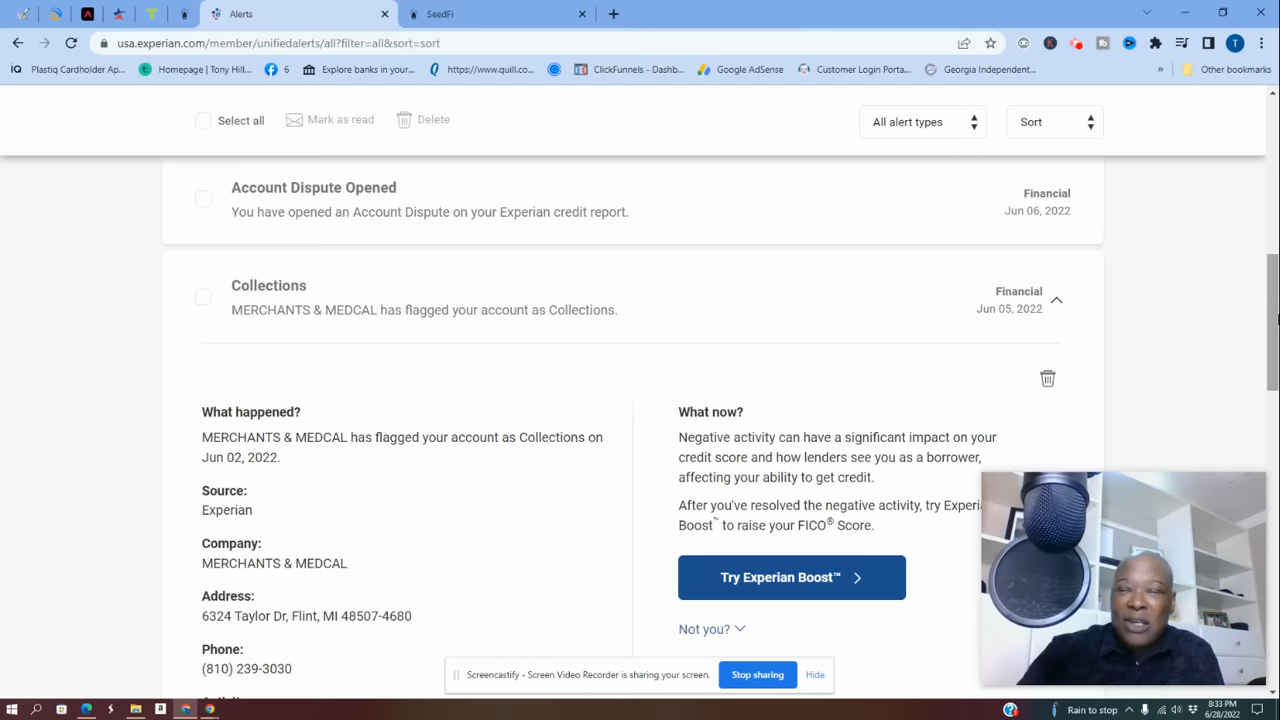 Alerts
SeedFi
usa.experian.com/member/unifiedalerts/all?filter=all&sort=sort
Plastiq Cardholder Ap...
Homepage | Tony Hill...
6
Explore banks in your...
https://www.quill.co...
ClickFunnels - Dashb...
Google AdSense
Customer Login Porta...
Georgia Independent...
»
Other bookmarks
Select all
Mark as read
Delete
All alert types
Sort
Account Dispute Opened
Financial
You have opened an Account Dispute on your Experian credit report.
Jun 06, 2022
Collections
Financial
MERCHANTS & MEDCAL has flagged your account as Collections.
Jun 05, 2022
What happened?
MERCHANTS & MEDCAL has flagged your account as Collections on
Jun 02, 2022.
Source:
Experian
Company:
MERCHANTS & MEDCAL
Address:
6324 Taylor Dr, Flint, MI 48507-4680
Phone:
(810) 239-3030
What now?
Negative activity can have a significant impact on your
credit score and how lenders see you as a borrower,
affecting your ability to get credit.
After you've resolved the negative activity, try Experia
Boost™ to raise your FICO® Score.
Try Experian Boost™
Not you?
Screencastify - Screen Video Recorder is sharing your screen.
Stop sharing
Hide
Rain to stop
8:33 PM
6/28/2022